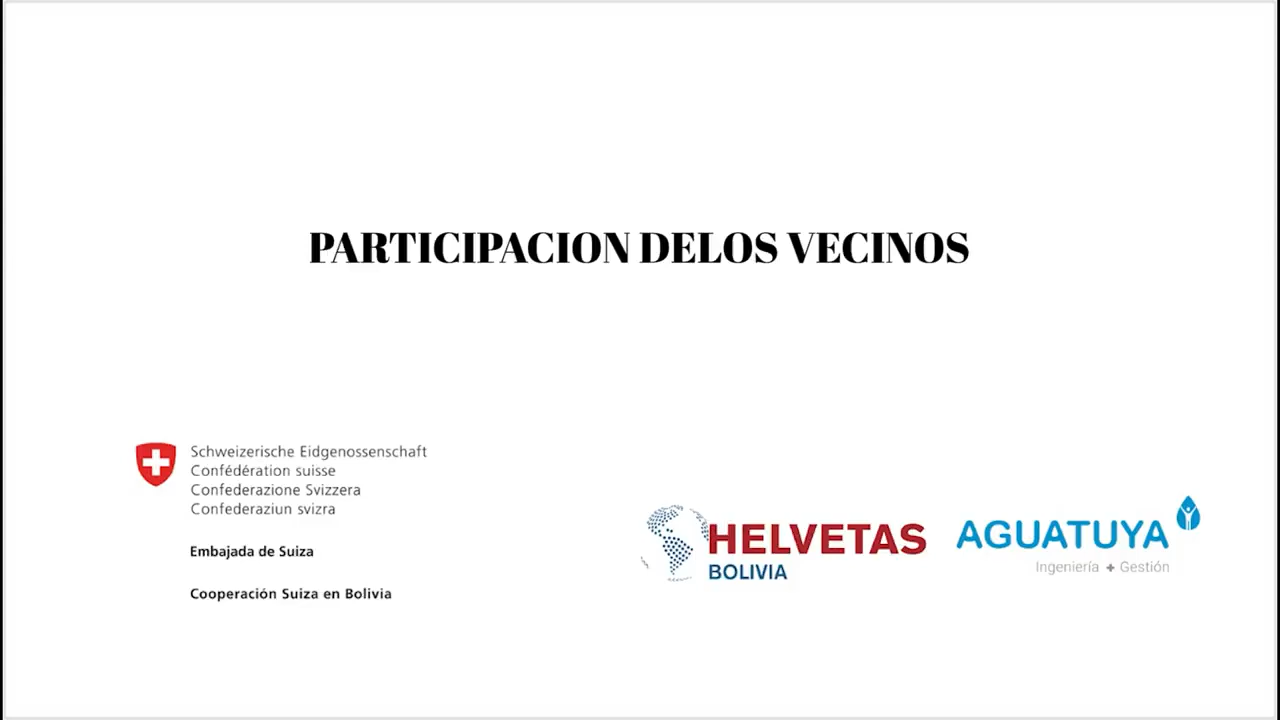 PARTICIPACION DELOS VECINOS
Schweizerische Eidgenossenschaft
Confédération suisse
Confederazione Svizzera
Confederaziun svizra
Embajada de Suiza
Cooperación Suiza en Bolivia
HELVETAS
BOLIVIA
AGUATUYA
Ingeniería + Gestión